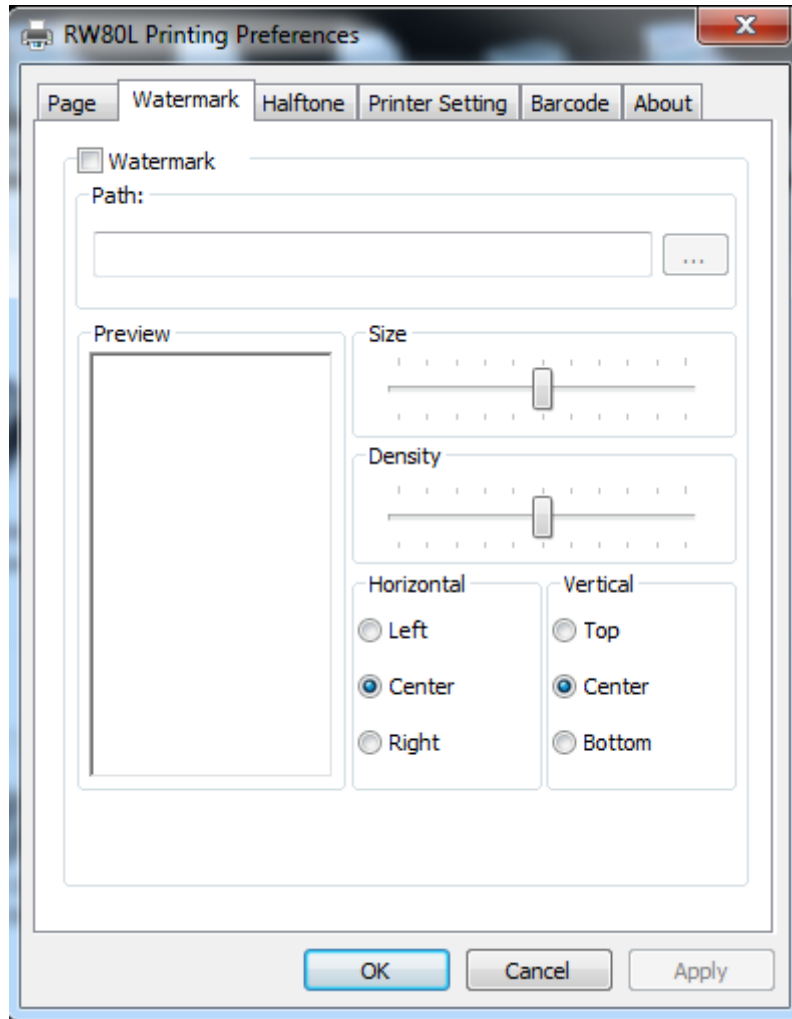 RW80L Printing Preferences
Page Watermark Halftone Printer Setting Barcode About
Watermark
Path:
...
Preview
Size
Density
Horizontal Vertical
Left Top
Center Center
Right Bottom
OK Cancel Apply